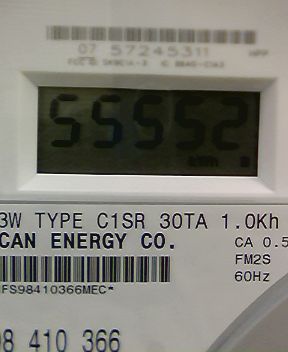 07 57245311
55552
kWh
3W TYPE C1SR 30TA 1.0Kh
CAN ENERGY CO.
CA 0.5
FM2S
60Hz
FS98410366MEC*
98 410 366